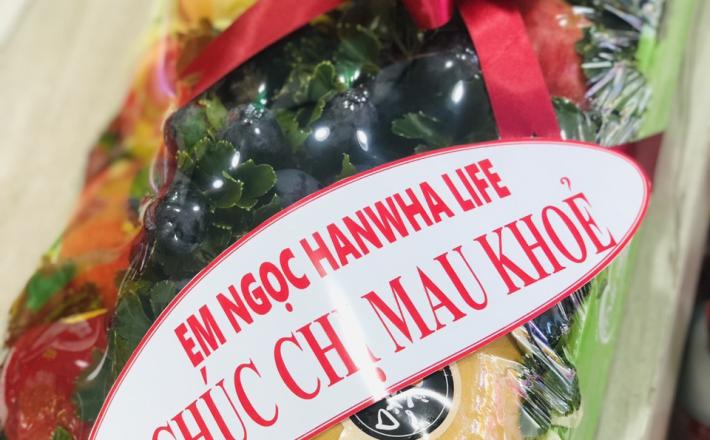 EM NGỌC HANWHA LIFE
CHÚC CHỊ MAU KHOẺ